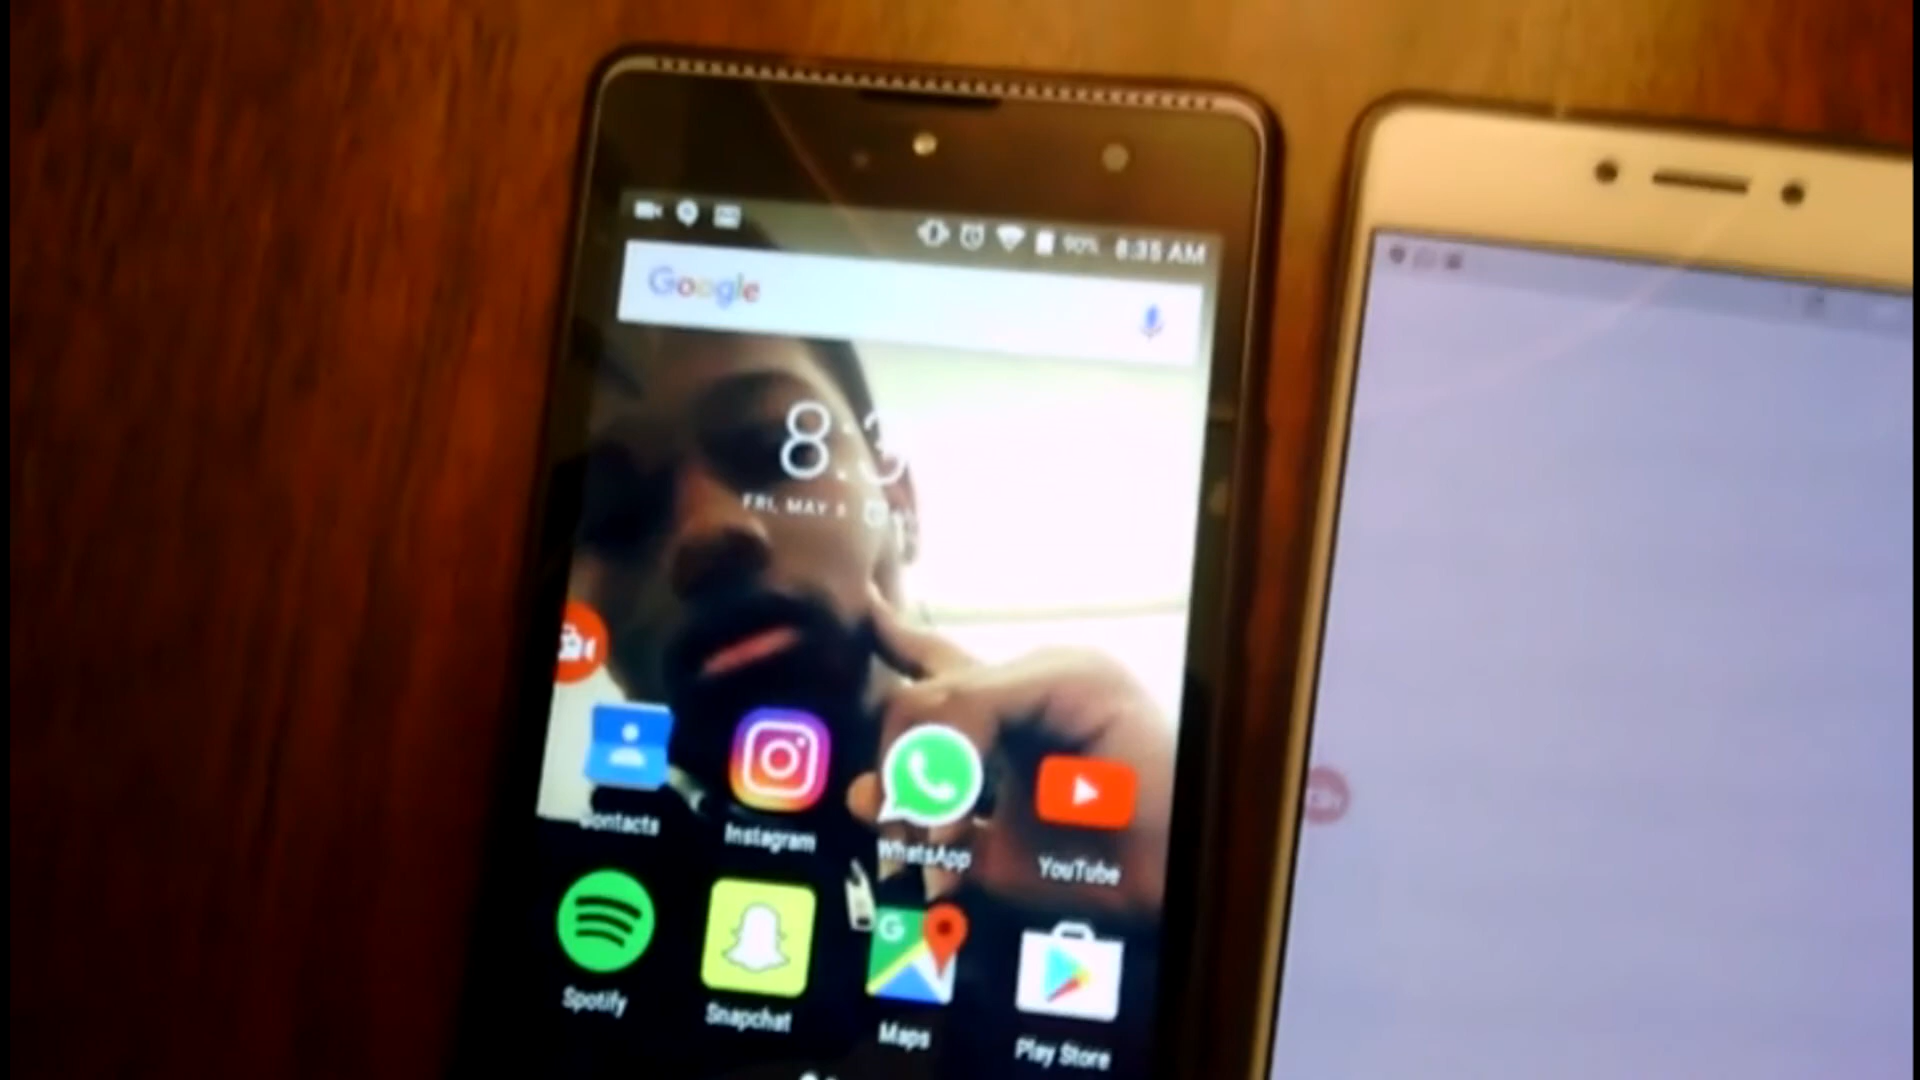 90% 8:35 AM
Google
8:3
FRI, MAY
Contacts Instagram WhatsApp YouTube
G
Spotify Snapchat Maps Play Store